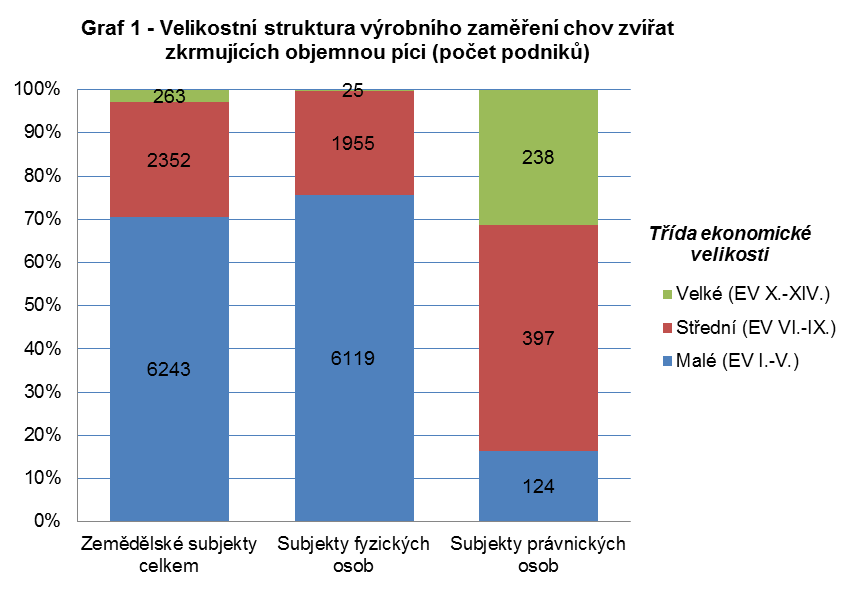 Graf 1 - Velikostní struktura výrobního zaměření chov zvířat
zkrmujících objemnou píci (počet podniků)
100%
90%
80%
70%
60%
50%
40%
30%
20%
10%
0%
263
2352
6243
25
1955
6119
238
397
124
Zemědělské subjekty
celkem
Subjekty fyzických
osob
Subjekty právnických
osob
Třída ekonomické
velikosti
Velké (EV X.-XIV.)
Střední (EV VI.-IX.)
Malé (EV I.-V.)